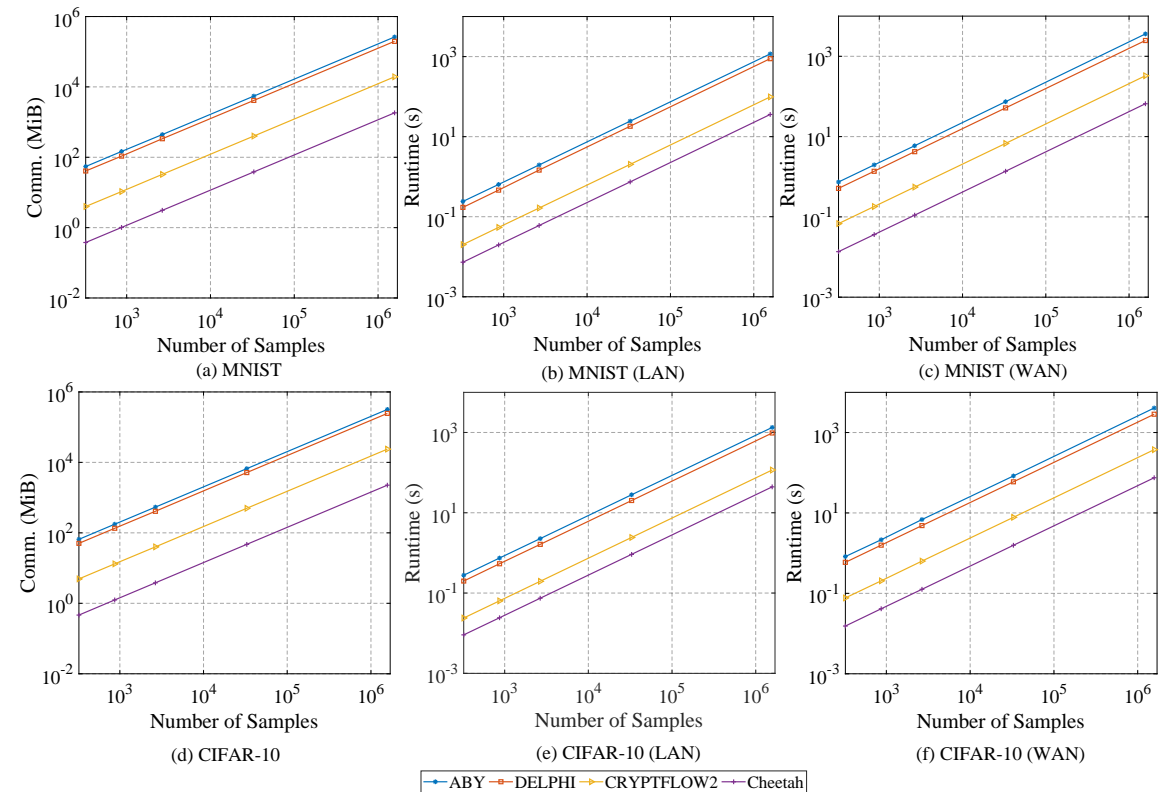 10^6
10^4
10^2
10^0
10^-2
Comm. (MiB)
10^3 10^4 10^5 10^6
Number of Samples
(a) MNIST
10^3
10^1
10^-1
10^-3
Runtime (s)
10^3 10^4 10^5 10^6
Number of Samples
(b) MNIST (LAN)
10^3
10^1
10^-1
10^-3
Runtime (s)
10^3 10^4 10^5 10^6
Number of Samples
(c) MNIST (WAN)
10^6
10^4
10^2
10^0
10^-2
Comm. (MiB)
10^3 10^4 10^5 10^6
Number of Samples
(d) CIFAR-10
10^3
10^1
10^-1
10^-3
Runtime (s)
10^3 10^4 10^5 10^6
Number of Samples
(e) CIFAR-10 (LAN)
10^3
10^1
10^-1
10^-3
Runtime (s)
10^3 10^4 10^5 10^6
Number of Samples
(f) CIFAR-10 (WAN)
ABY DELPHI CRYPTFLOW2 Cheetah